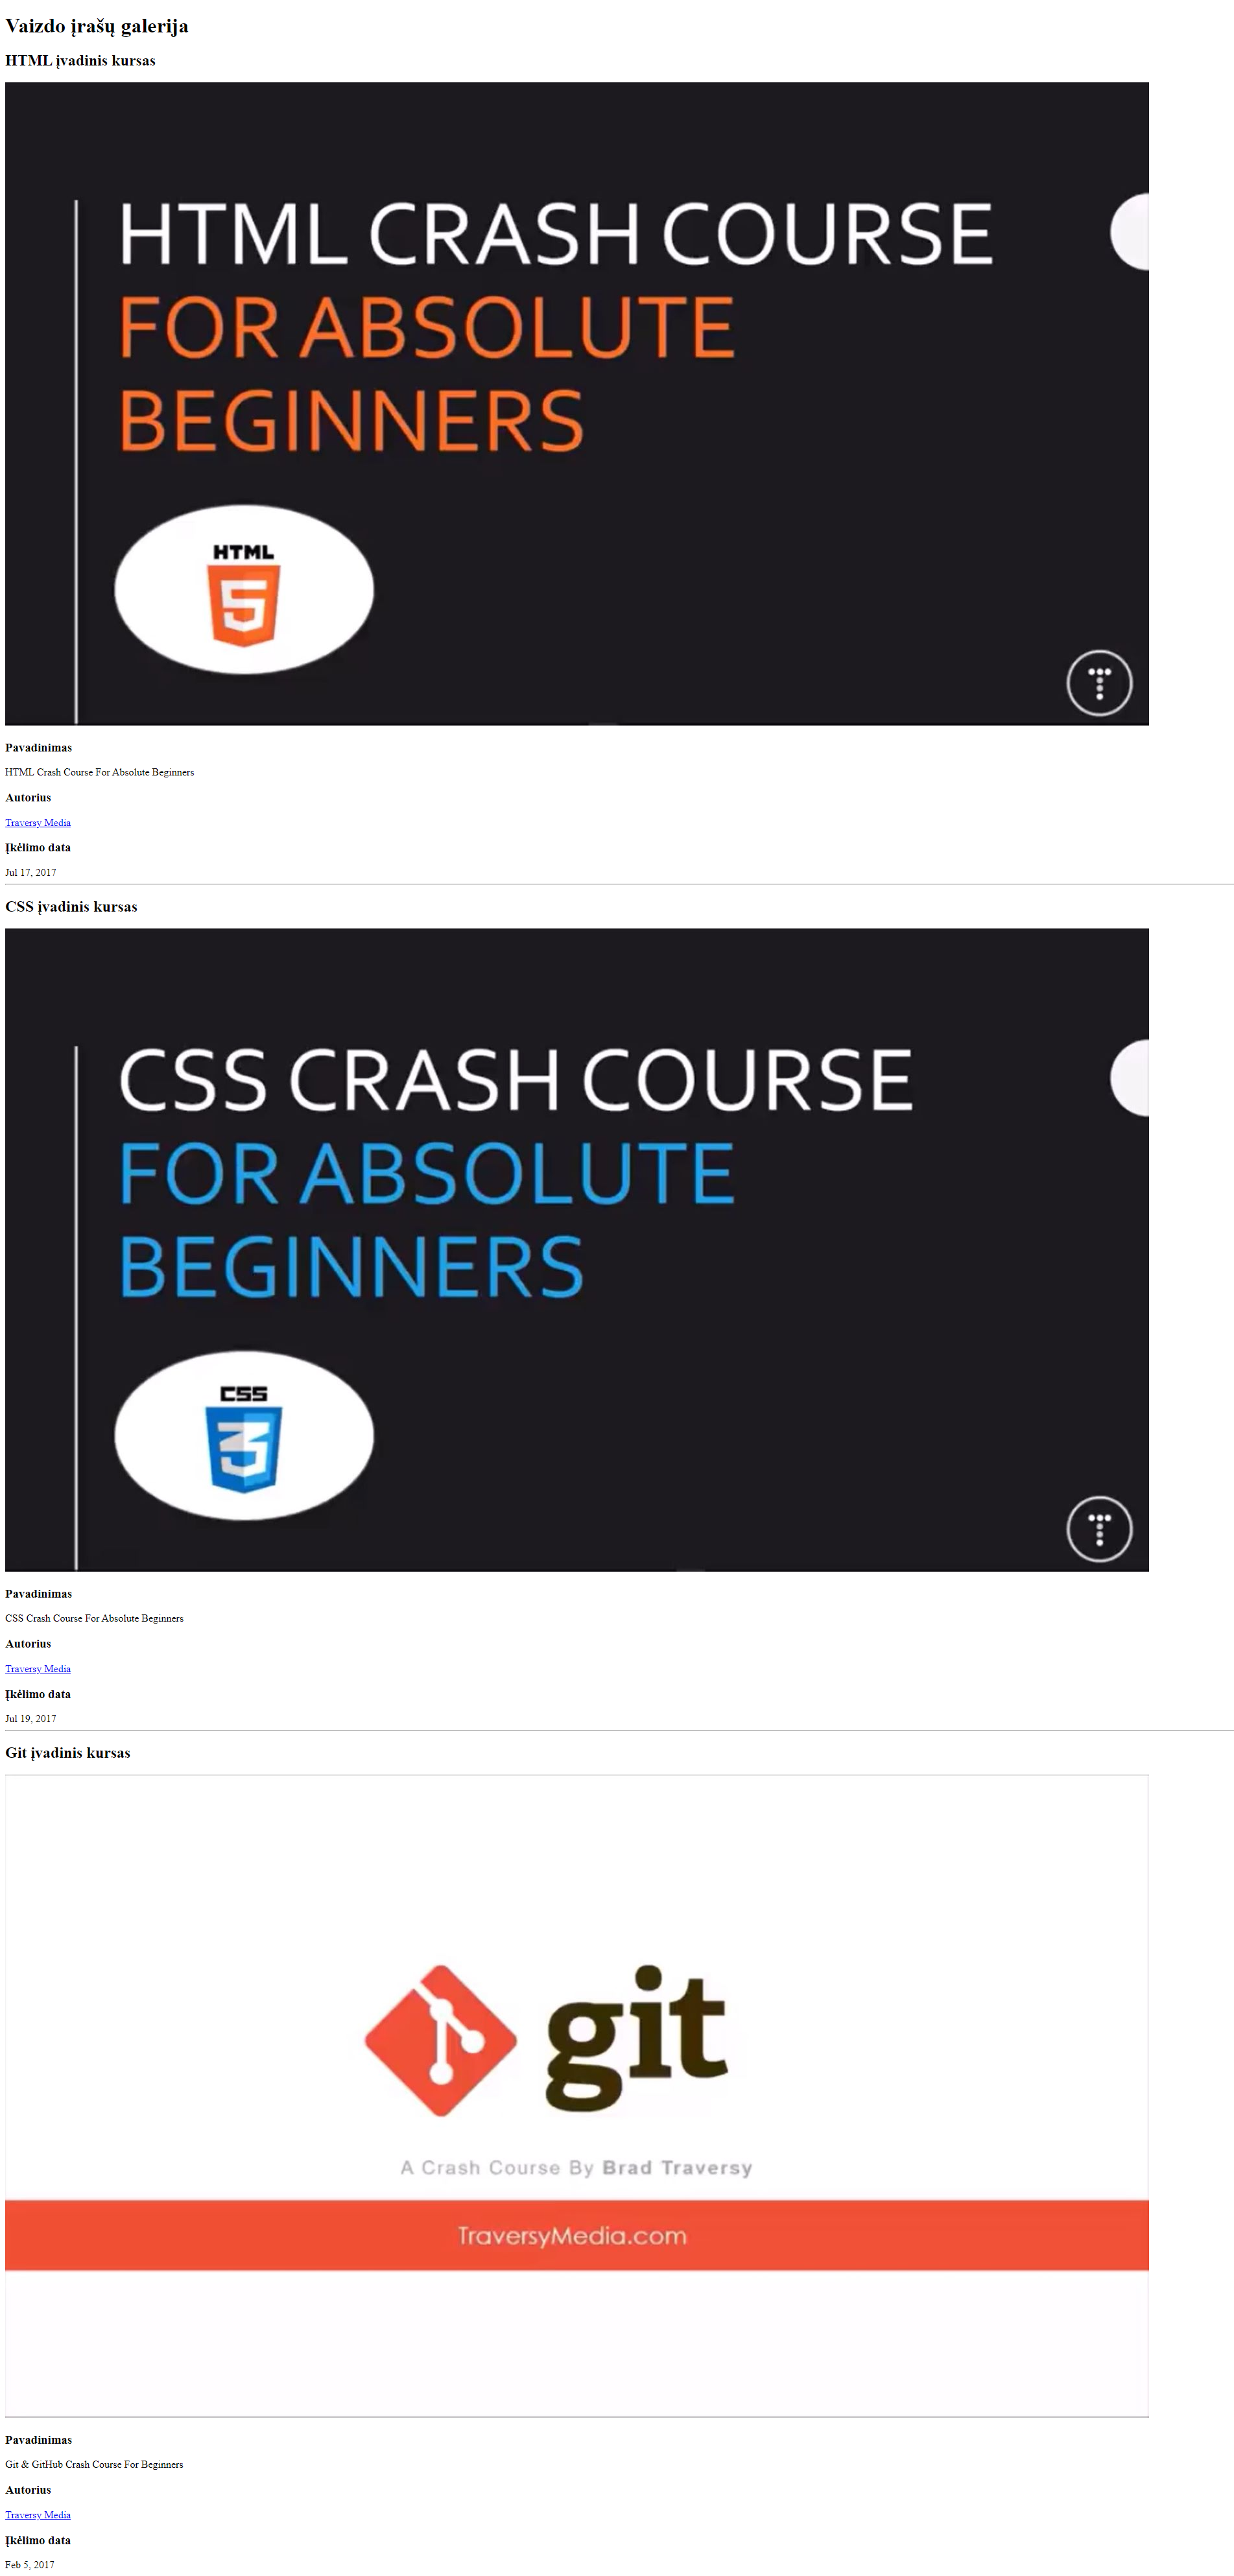 Vaizdo įrašų galerija
HTML įvadinis kursas
HTML CRASH COURSE
FOR ABSOLUTE
BEGINNERS
HTML
5
T
Pavadinimas
HTML Crash Course For Absolute Beginners
Autorius
Traversy Media
Įkėlimo data
Jul 17, 2017
CSS įvadinis kursas
CSS CRASH COURSE
FOR ABSOLUTE
BEGINNERS
CSS
3
T
Pavadinimas
CSS Crash Course For Absolute Beginners
Autorius
Traversy Media
Įkėlimo data
Jul 19, 2017
Git įvadinis kursas
git
A Crash Course By Brad Traversy
TraversyMedia.com
Pavadinimas
Git & GitHub Crash Course For Beginners
Autorius
Traversy Media
Įkėlimo data
Feb 5, 2017